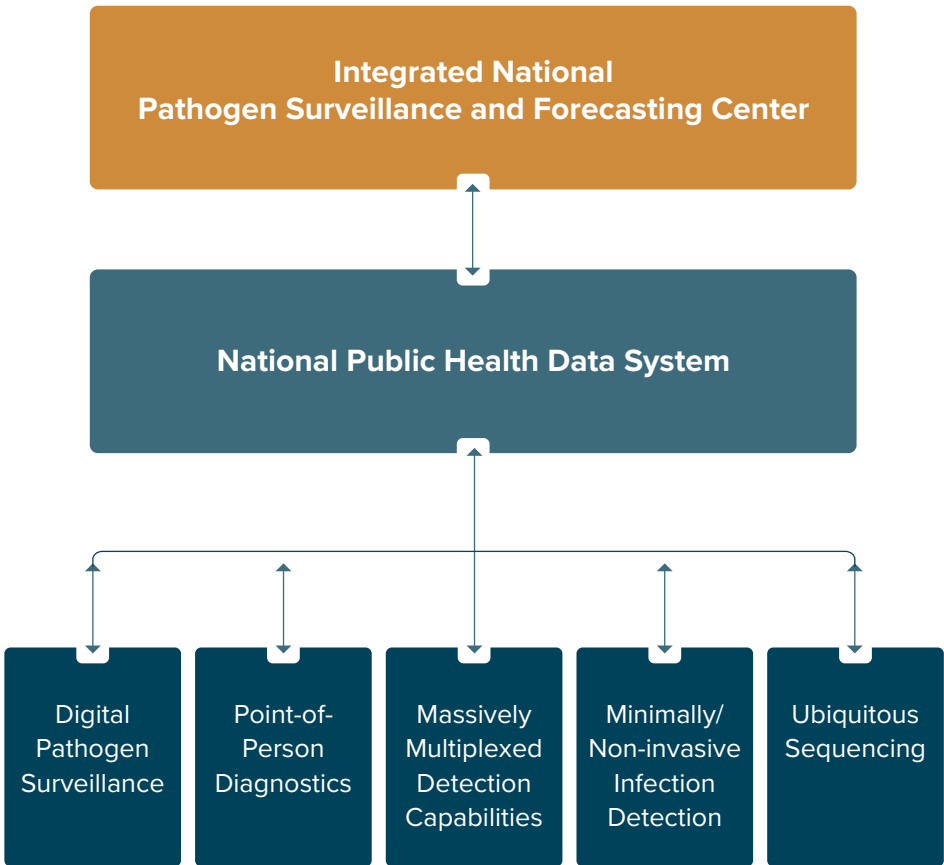 Integrated National
Pathogen Surveillance and Forecasting Center
National Public Health Data System
Digital
Pathogen
Surveillance
Point-of-
Person
Diagnostics
Massively
Multiplexed
Detection
Capabilities
Minimally/
Non-invasive
Infection
Detection
Ubiquitous
Sequencing